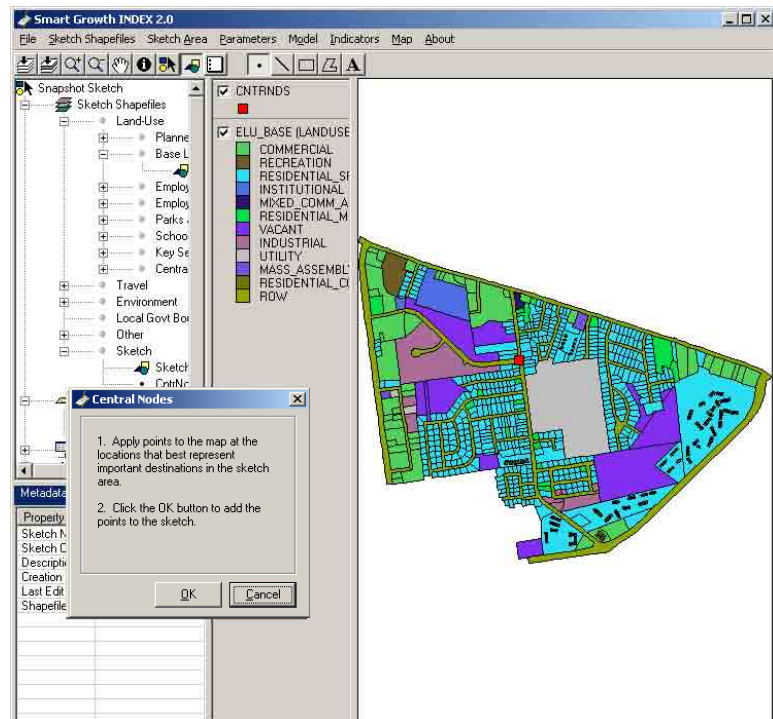 Smart Growth INDEX 2.0
File Sketch Shapefiles Sketch Area Parameters Model Indicators Map About
A
Snapshot Sketch
Sketch Shapefiles
Land-Use
Planne
Base L
Employ
Employ
Parks
Schoo
Key Se
Centra
Travel
Environment
Local Govt Bou
Other
Sketch
Sketch
CntrNo
CNTRNDS
ELU_BASE (LANDUSE
COMMERCIAL
RECREATION
RESIDENTIAL_SF
INSTITUTIONAL
MIXED_COMM_A
RESIDENTIAL_M
VACANT
INDUSTRIAL
UTILITY
MASS_ASSEMBL
RESIDENTIAL_CO
ROW
Central Nodes
1. Apply points to the map at the
locations that best represent
important destinations in the sketch
area.
2. Click the OK button to add the
points to the sketch.
OK Cancel
Metadata
Property
Sketch N
Sketch C
Descripti
Creation
Last Edit
Shapefile